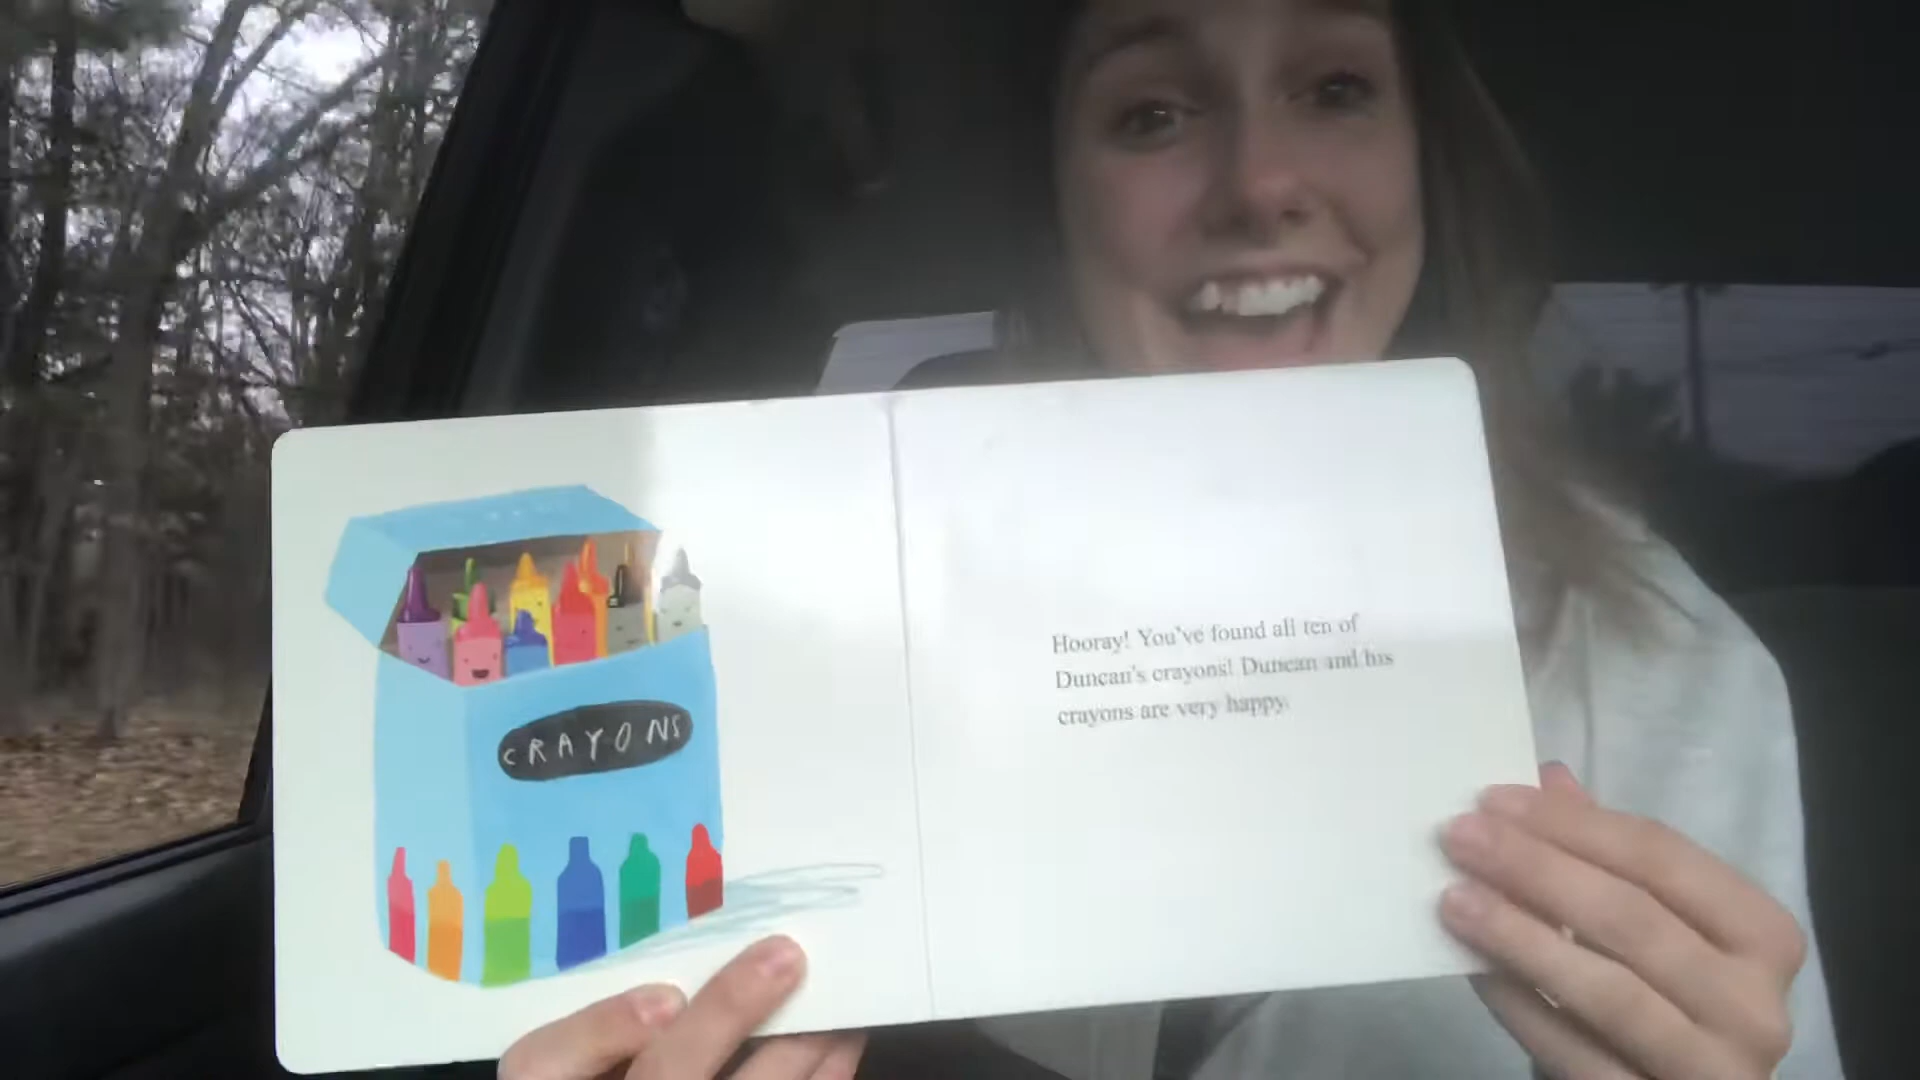 CRAYONS
Hooray! You've found all ten of
Duncan's crayons! Duncan and his
crayons are very happy.